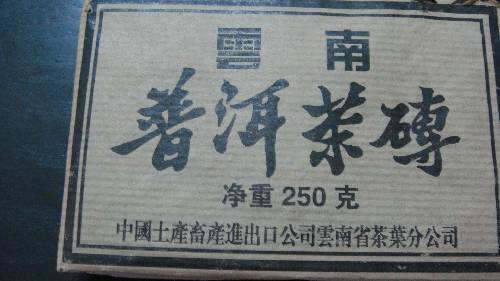 雲南
普洱茶磚
净重 250 克
中國土產畜產進出口公司雲南省茶葉分公司